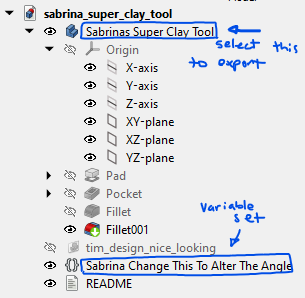 sabrina_super_clay_tool
Sabrinas Super Clay Tool
select this
to export
Origin
X-axis
Y-axis
Z-axis
XY-plane
XZ-plane
YZ-plane
Pad
Pocket
Fillet
Fillet001
variable
set
tim_design_nice_looking
Sabrina Change This To Alter The Angle
README